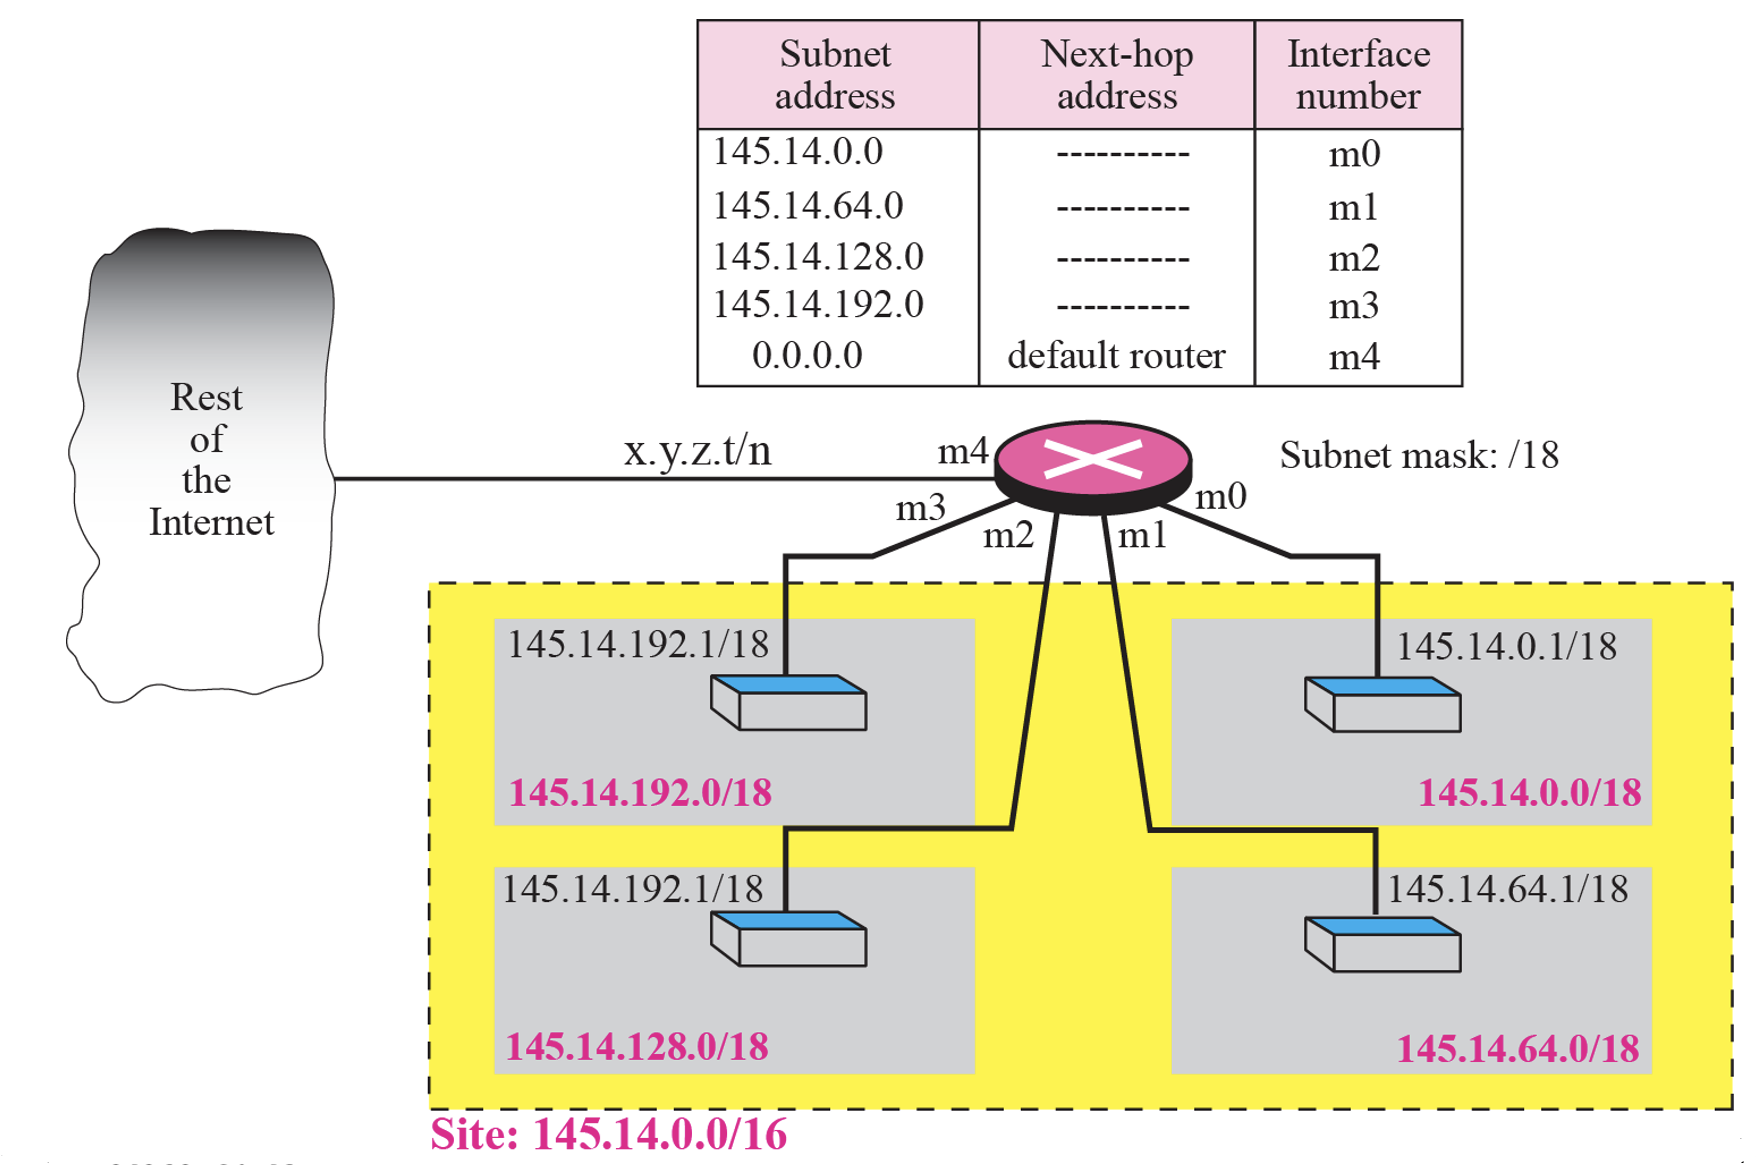 Subnet address
Next-hop address
Interface number
145.14.0.0 ---------- m0
145.14.64.0 ---------- m1
145.14.128.0 ---------- m2
145.14.192.0 ---------- m3
0.0.0.0 default router m4
Rest
of
the
Internet
x.y.z.t/n
m4
Subnet mask: /18
m3
m2
m1
m0
145.14.192.1/18
145.14.0.1/18
145.14.192.0/18
145.14.0.0/18
145.14.192.1/18
145.14.64.1/18
145.14.128.0/18
145.14.64.0/18
Site: 145.14.0.0/16